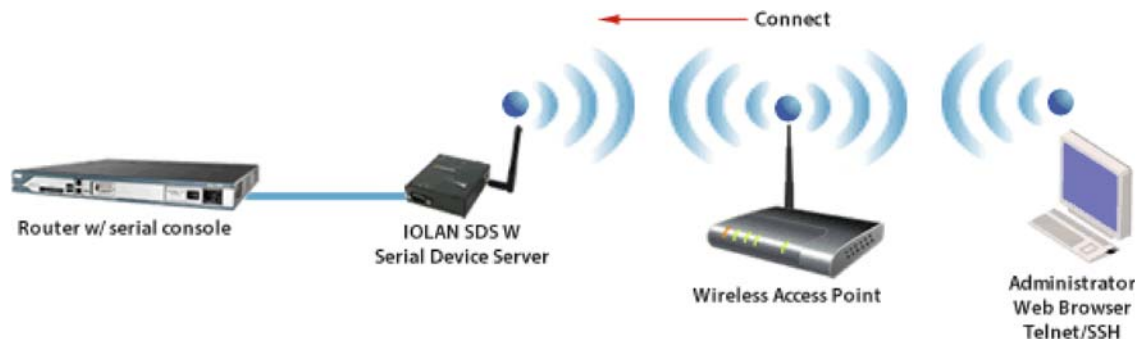 Connect
Router w/ serial console
IOLAN SDS W
Serial Device Server
Wireless Access Point
Administrator
Web Browser
Telnet/SSH